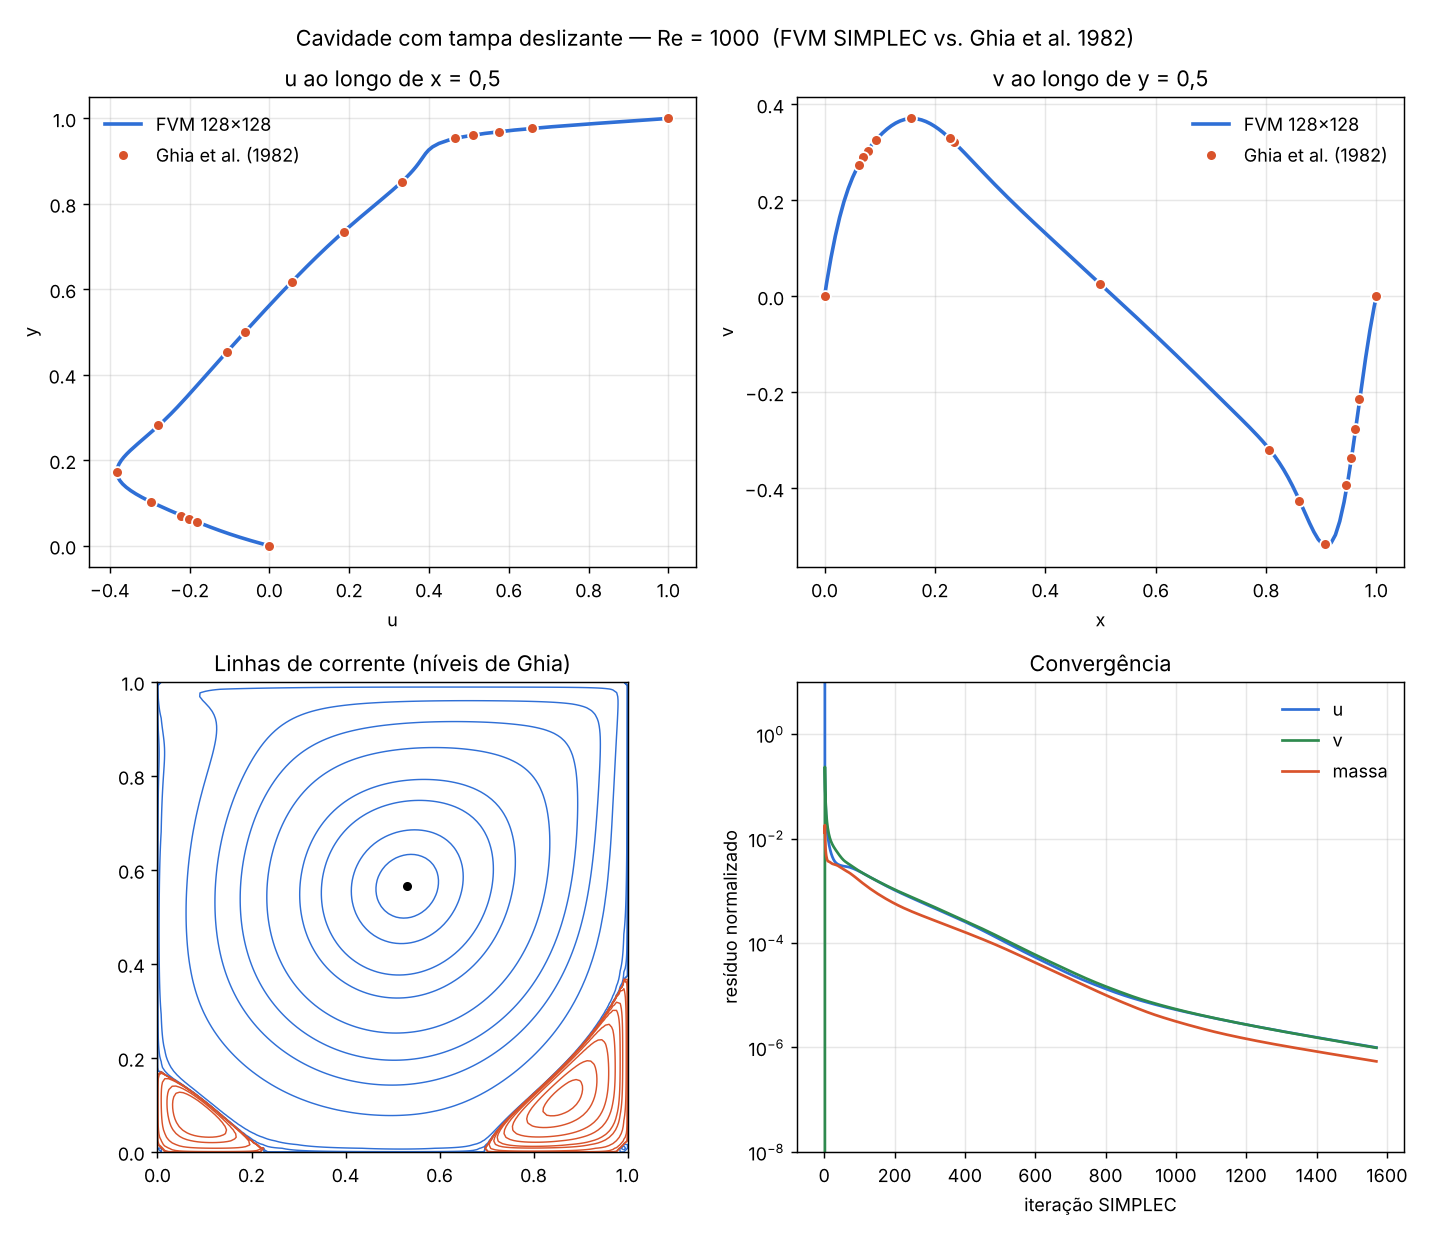 Cavidade com tampa deslizante — Re = 1000  (FVM SIMPLEC vs. Ghia et al. 1982)
u ao longo de x = 0,5
FVM 128×128
Ghia et al. (1982)
1.0
0.8
0.6
0.4
0.2
0.0
y
−0.4
−0.2
0.0
0.2
0.4
0.6
0.8
1.0
u
v ao longo de y = 0,5
FVM 128×128
Ghia et al. (1982)
0.4
0.2
0.0
−0.2
−0.4
v
0.0
0.2
0.4
0.6
0.8
1.0
x
Linhas de corrente (níveis de Ghia)
1.0
0.8
0.6
0.4
0.2
0.0
0.0
0.2
0.4
0.6
0.8
1.0
Convergência
u
v
massa
10⁰
10⁻²
10⁻⁴
10⁻⁶
10⁻⁸
resíduo normalizado
0
200
400
600
800
1000
1200
1400
1600
iteração SIMPLEC